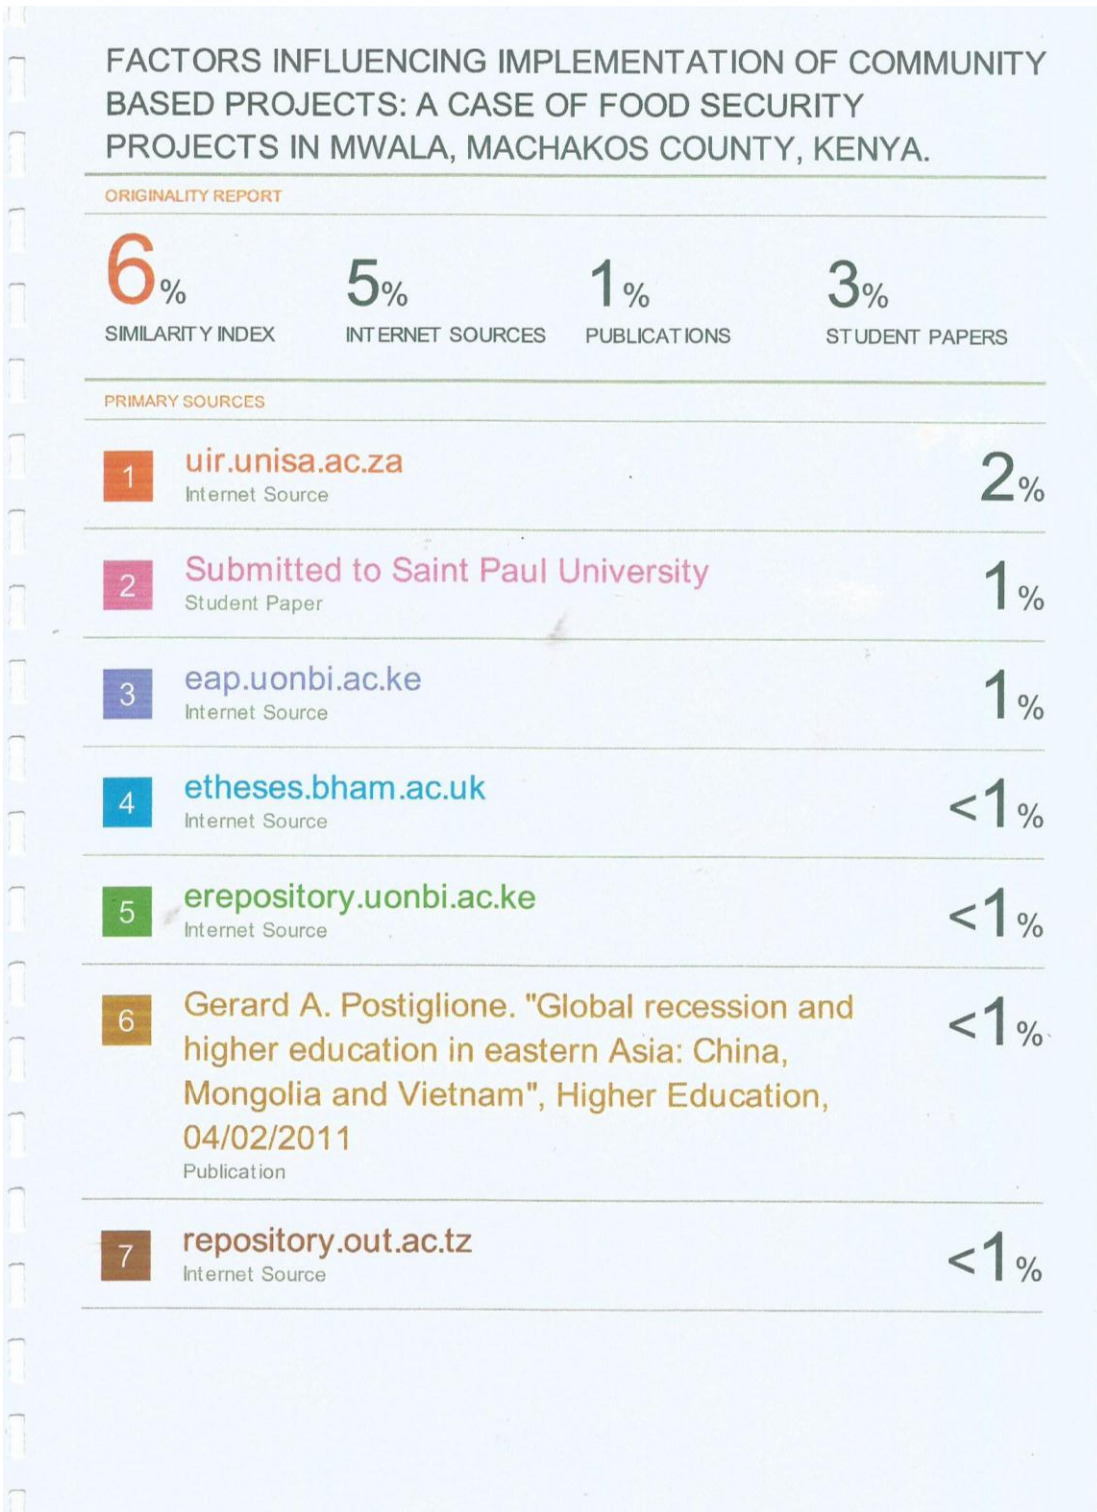 FACTORS INFLUENCING IMPLEMENTATION OF COMMUNITY
BASED PROJECTS: A CASE OF FOOD SECURITY
PROJECTS IN MWALA, MACHAKOS COUNTY, KENYA.
ORIGINALITY REPORT
6% 5% 1% 3%
SIMILARITY INDEX INTERNET SOURCES PUBLICATIONS STUDENT PAPERS
PRIMARY SOURCES
1 uir.unisa.ac.za 2%
Internet Source
2 Submitted to Saint Paul University 1%
Student Paper
3 eap.uonbi.ac.ke 1%
Internet Source
4 etheses.bham.ac.uk <1%
Internet Source
5 erepository.uonbi.ac.ke <1%
Internet Source
6 Gerard A. Postiglione. "Global recession and <1%
higher education in eastern Asia: China,
Mongolia and Vietnam", Higher Education,
04/02/2011
Publication
7 repository.out.ac.tz <1%
Internet Source